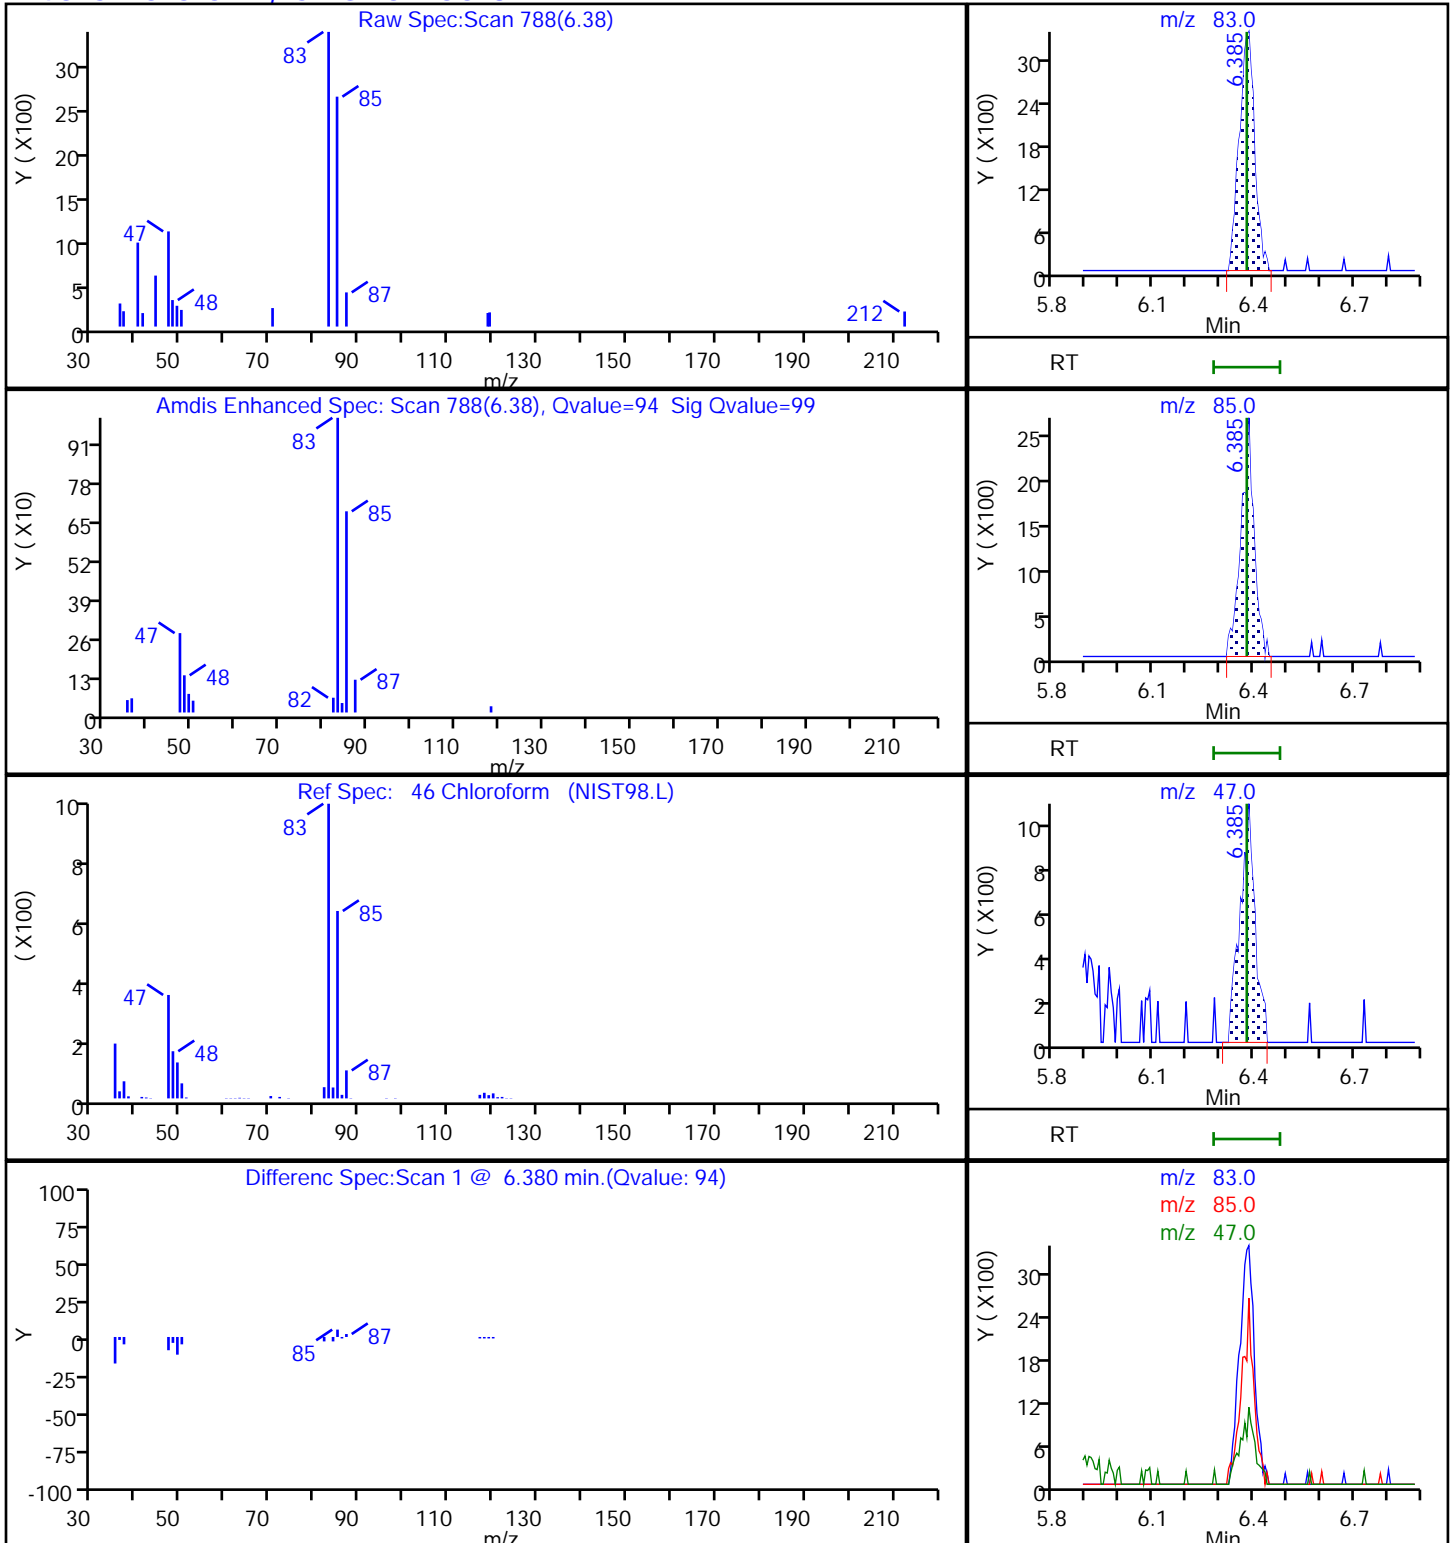 Raw Spec:Scan 788(6.38)
Y ( X100)
30
25
20
15
10
5
0
83
85
47
48
87
212
30 50 70 90 110 130 150 170 190 210
m/z
m/z 83.0
Y ( X100)
30
24
18
12
6
0
6.385
5.8 6.1 6.4 6.7
Min
RT
Amdis Enhanced Spec: Scan 788(6.38), Qvalue=94 Sig Qvalue=99
Y ( X10)
91
78
65
52
39
26
13
0
83
85
47
48
82
87
30 50 70 90 110 130 150 170 190 210
m/z
m/z 85.0
Y ( X100)
25
20
15
10
5
0
6.385
5.8 6.1 6.4 6.7
Min
RT
Ref Spec: 46 Chloroform (NIST98.L)
( X100)
10
8
6
4
2
0
83
85
47
48
87
30 50 70 90 110 130 150 170 190 210
m/z 47.0
Y ( X100)
10
8
6
4
2
0
6.385
5.8 6.1 6.4 6.7
Min
RT
Differenc Spec:Scan 1 @ 6.380 min.(Qvalue: 94)
Y
100
75
50
25
0
-25
-50
-75
-100
85
87
30 50 70 90 110 130 150 170 190 210
m/z
m/z 83.0
m/z 85.0
m/z 47.0
Y ( X100)
30
24
18
12
6
0
5.8 6.1 6.4 6.7
Min